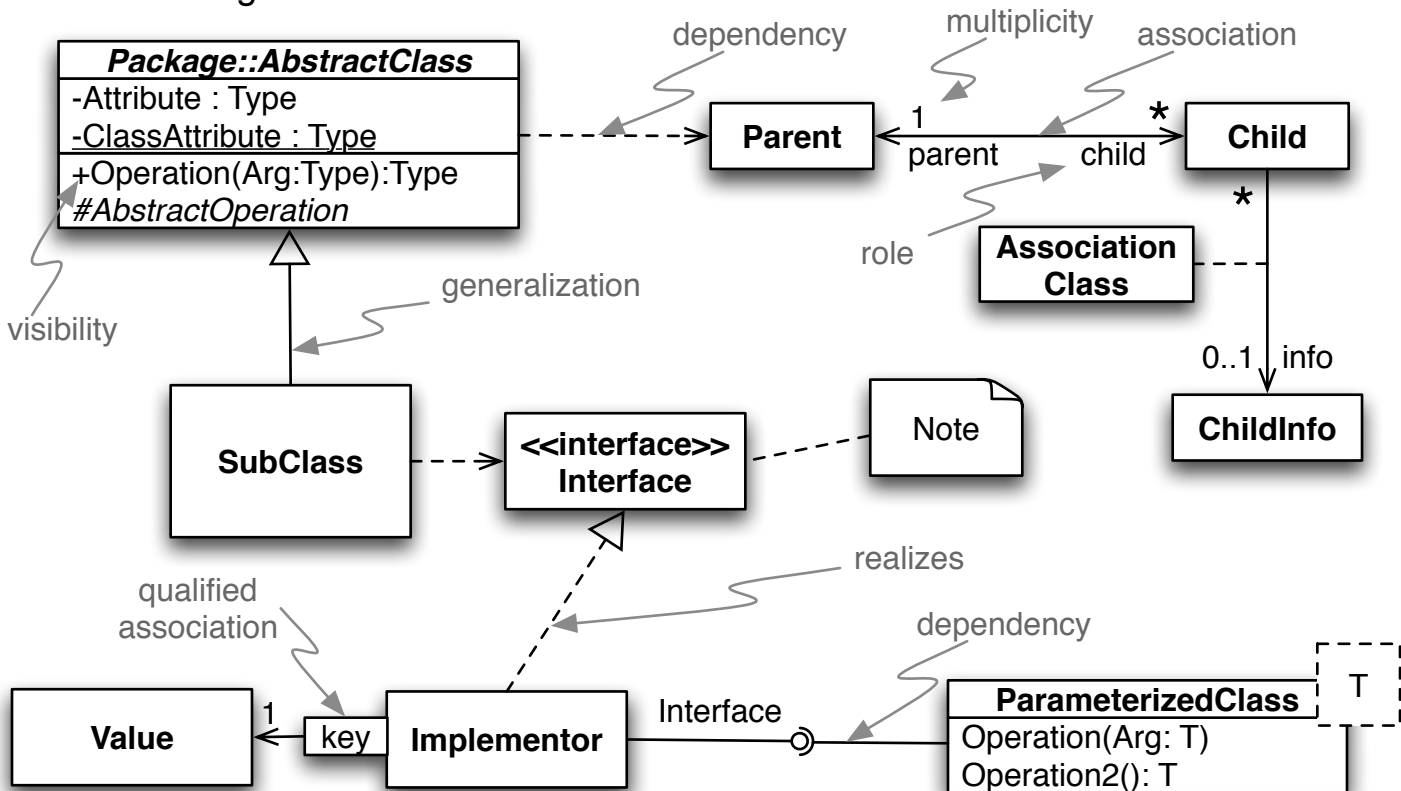 dependency
multiplicity
association
Package::AbstractClass
-Attribute : Type
-ClassAttribute : Type
+Operation(Arg:Type):Type
#AbstractOperation
Parent
1
parent
*
child
Child
*
role
Association
Class
generalization
visibility
0..1
info
ChildInfo
SubClass
<<interface>>
Interface
Note
realizes
qualified
association
dependency
Value
1
key
Implementor
Interface
ParameterizedClass
T
Operation(Arg: T)
Operation2(): T